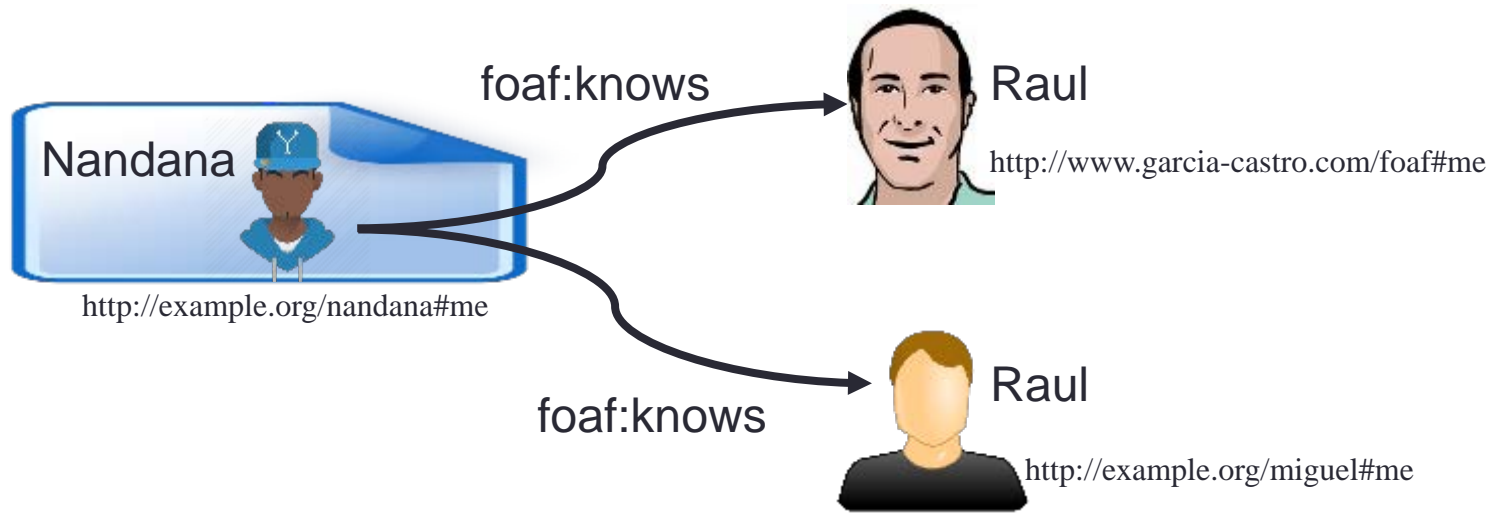 foaf:knows
Raul
Nandana
Y
http://www.garcia-castro.com/foaf#me
http://example.org/nandana#me
Raul
foaf:knows
http://example.org/miguel#me